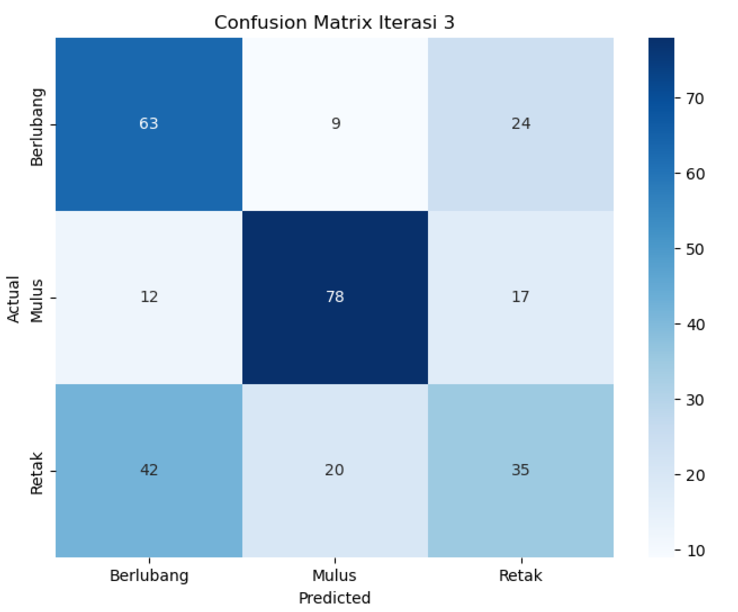 Confusion Matrix Iterasi 3
Actual
Berlubang
63 9 24
70
60
50
Mulus
12 78 17
40
30
Retak
42 20 35
20
10
Berlubang Mulus Retak
Predicted